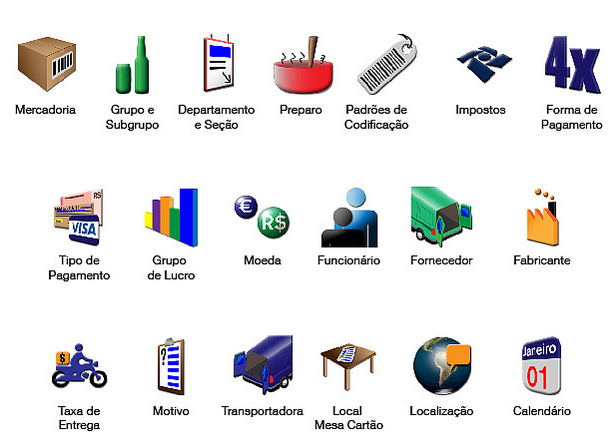 4x
Mercadoria
Grupo e
Subgrupo
Departamento
e Seção
Preparo
Padrões de
Codificação
Impostos
Forma de
Pagamento
R$
VISA
€
R$
Tipo de
Pagamento
Grupo
de Lucro
Moeda
Funcionário
Fornecedor
Fabricante
$
?
Janeiro
01
Taxa de
Entrega
Motivo
Transportadora
Local
Mesa Cartão
Localização
Calendário